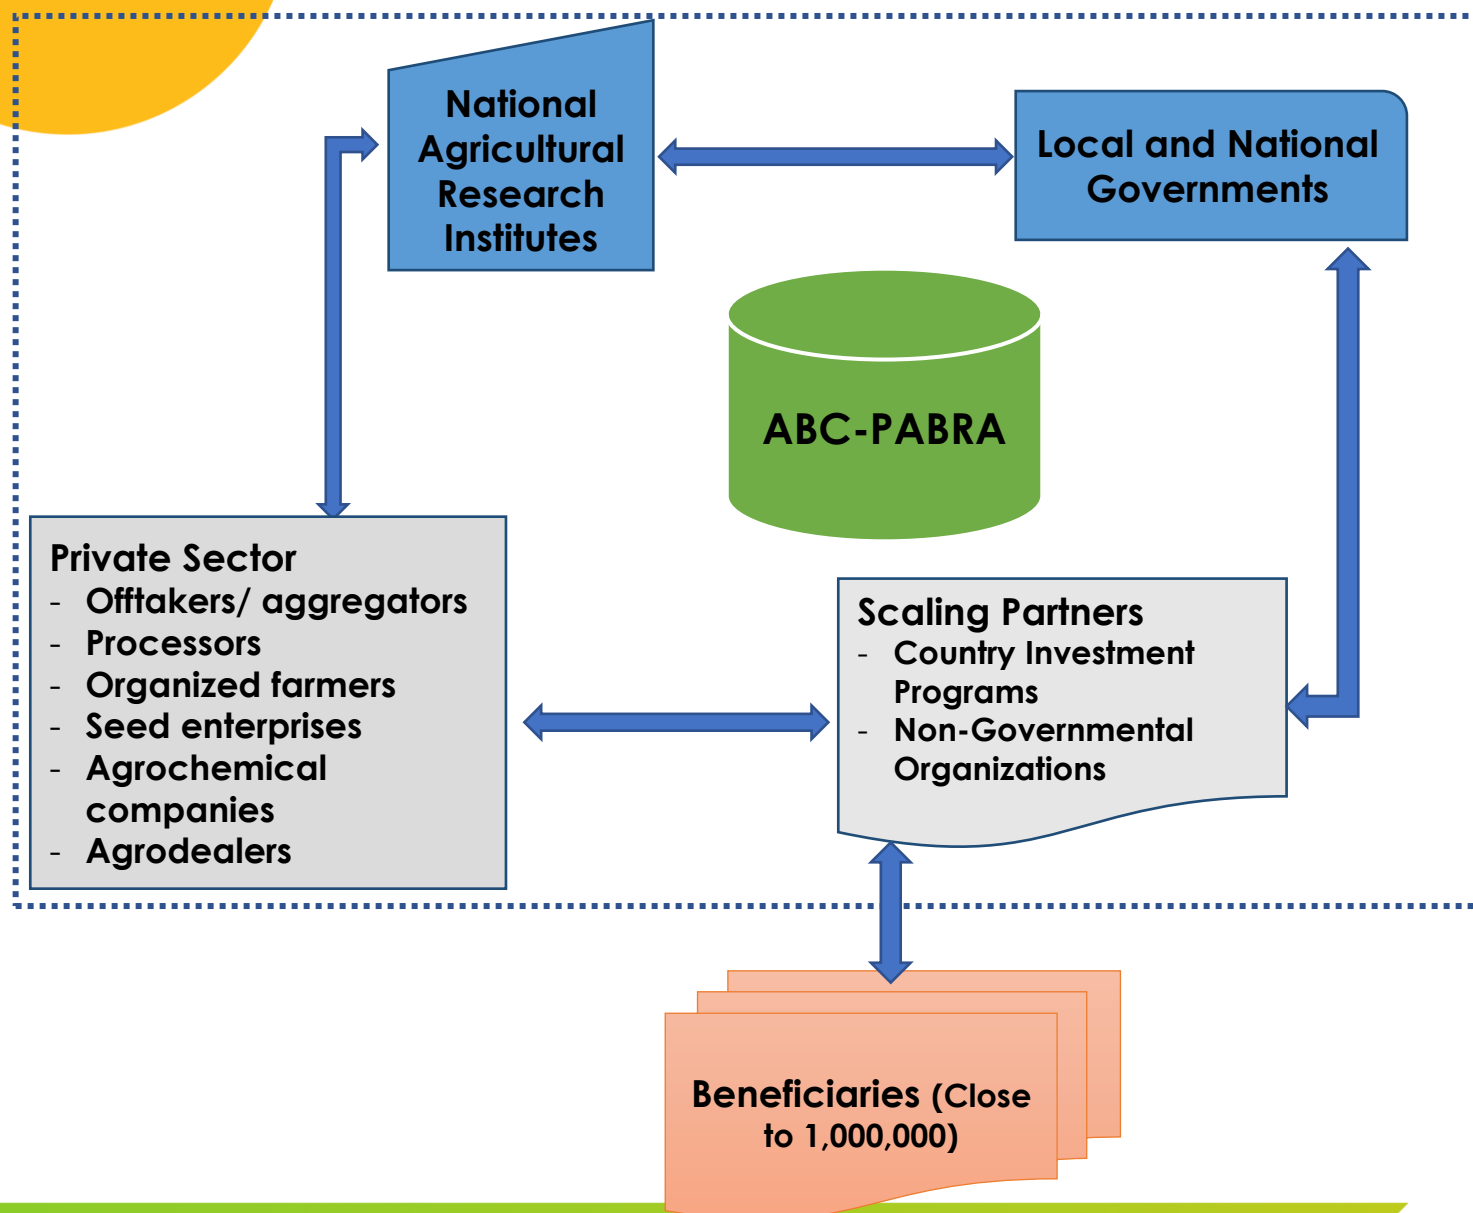 National
Agricultural
Research
Institutes
Local and National
Governments
ABC-PABRA
Private Sector
- Offtakers/ aggregators
- Processors
- Organized farmers
- Seed enterprises
- Agrochemical
companies
- Agrodealers
Scaling Partners
- Country Investment
Programs
- Non-Governmental
Organizations
Beneficiaries (Close
to 1,000,000)